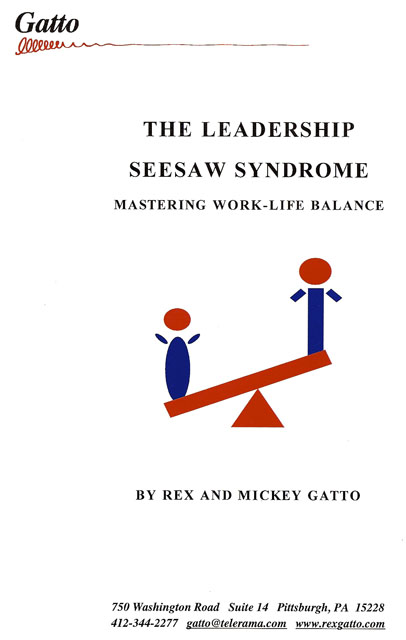 Gatto
THE LEADERSHIP
SEESAW SYNDROME
MASTERING WORK-LIFE BALANCE
BY REX AND MICKEY GATTO
750 Washington Road Suite 14 Pittsburgh, PA 15228
412-344-2277 gatto@telerama.com www.rexgatto.com